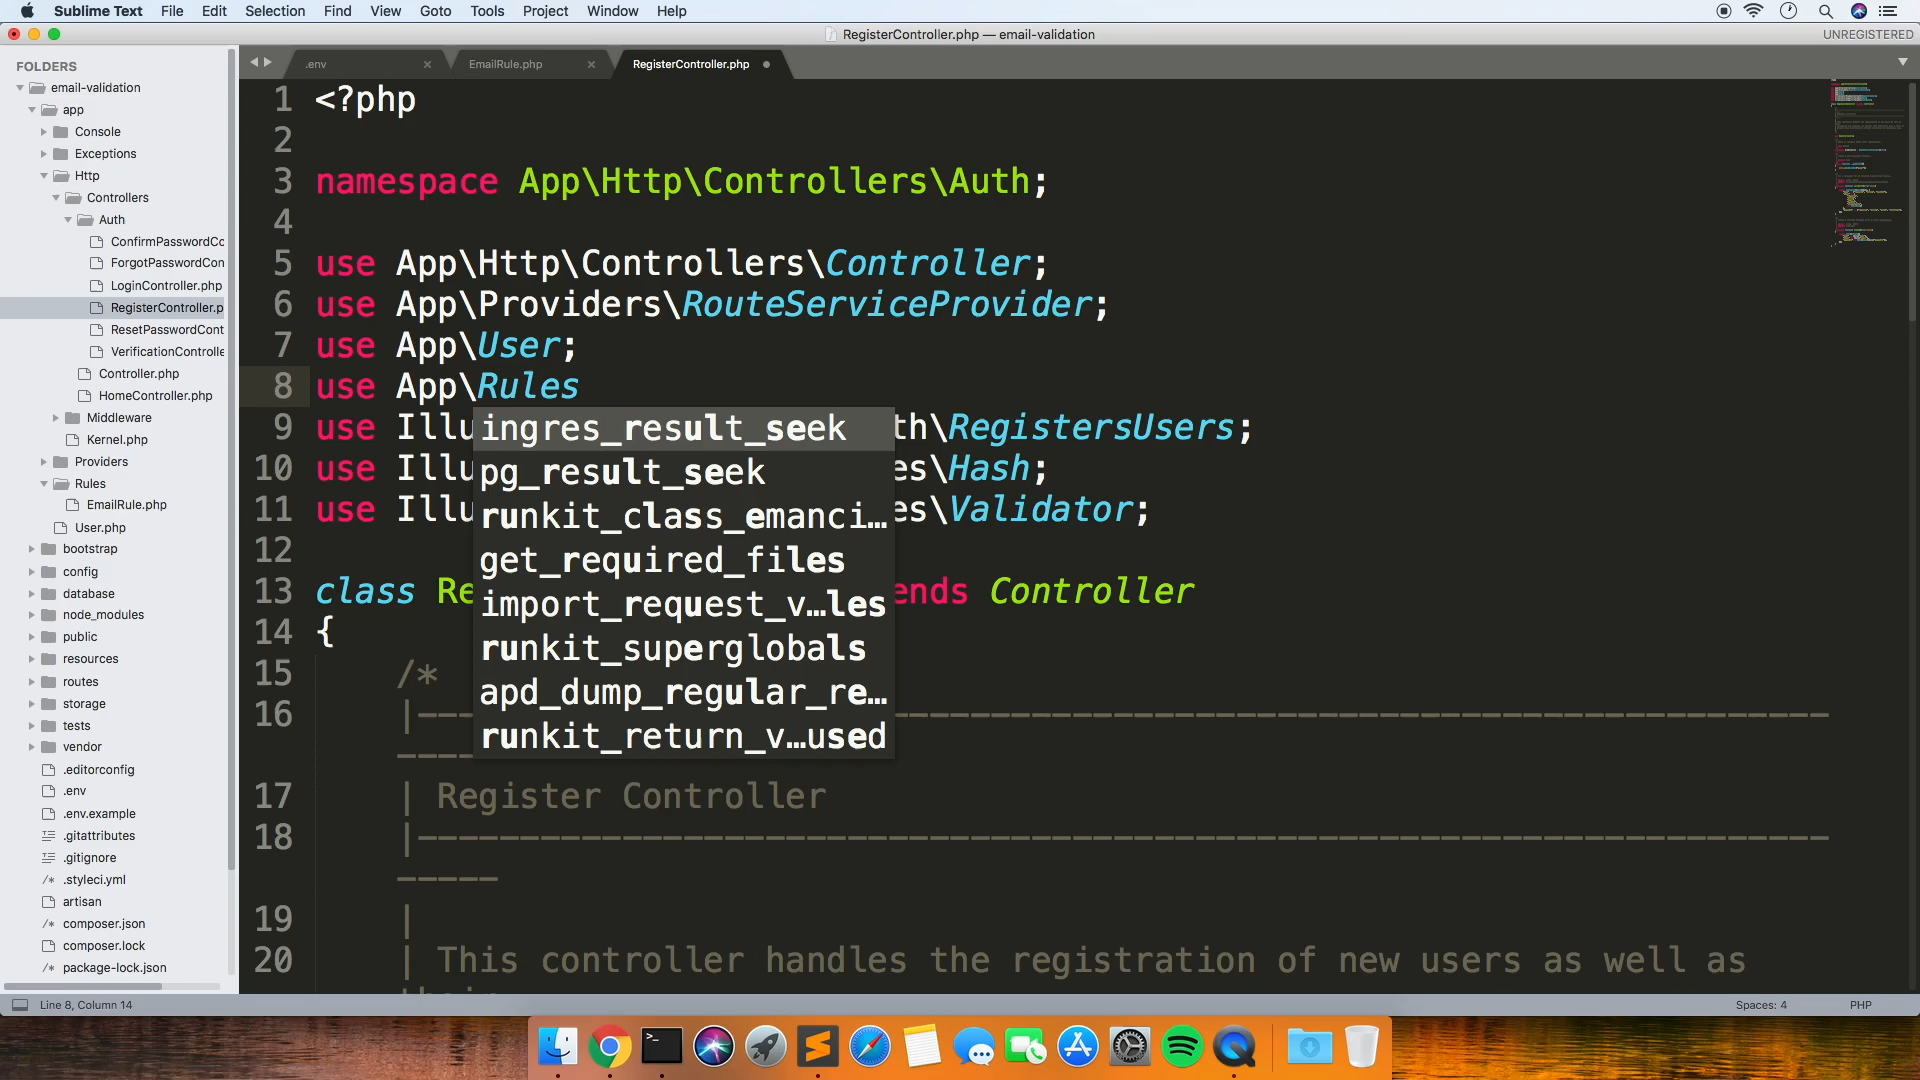 Sublime Text File Edit Selection Find View Goto Tools Project Window Help
RegisterController.php — email-validation
UNREGISTERED
FOLDERS
email-validation
app
Console
Exceptions
Http
Controllers
Auth
ConfirmPasswordCo
ForgotPasswordCon
LoginController.php
RegisterController.p
ResetPasswordCont
VerificationControlle
Controller.php
HomeController.php
Middleware
Kernel.php
Providers
Rules
EmailRule.php
User.php
bootstrap
config
database
node_modules
public
resources
routes
storage
tests
vendor
.editorconfig
.env
.env.example
.gitattributes
.gitignore
/* .styleci.yml
artisan
/* composer.json
composer.lock
/* package-lock.json
.env × EmailRule.php × RegisterController.php
1 <?php
2
3 namespace App\Http\Controllers\Auth;
4
5 use App\Http\Controllers\Controller;
6 use App\Providers\RouteServiceProvider;
7 use App\User;
8 use App\Rules
9 use Illu th\RegistersUsers;
10 use Illu es\Hash;
11 use Illu es\Validator;
12
13 class Re ends Controller
14 {
15 /*
16 |--------------------------------------------------------------------------
17 | Register Controller
18 |--------------------------------------------------------------------------
19 |
20 | This controller handles the registration of new users as well as
ingres_result_seek
pg_result_seek
runkit_class_emanci…
get_required_files
import_request_v…les
runkit_superglobals
apd_dump_regular_re…
runkit_return_v…used
Line 8, Column 14
Spaces: 4
PHP